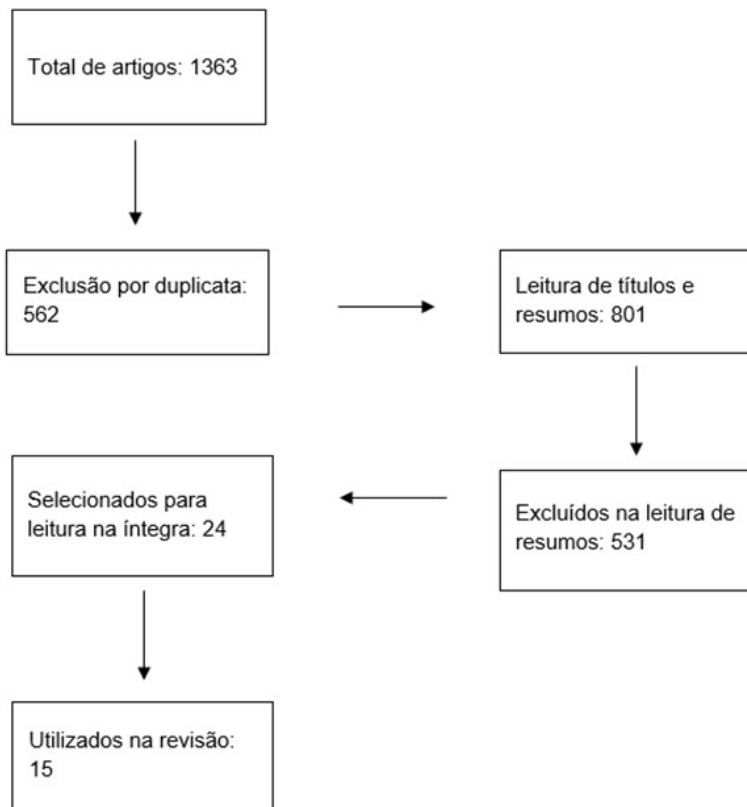 Total de artigos: 1363
Exclusão por duplicata:
562
Leitura de títulos e
resumos: 801
Excluídos na leitura de
resumos: 531
Selecionados para
leitura na íntegra: 24
Utilizados na revisão:
15